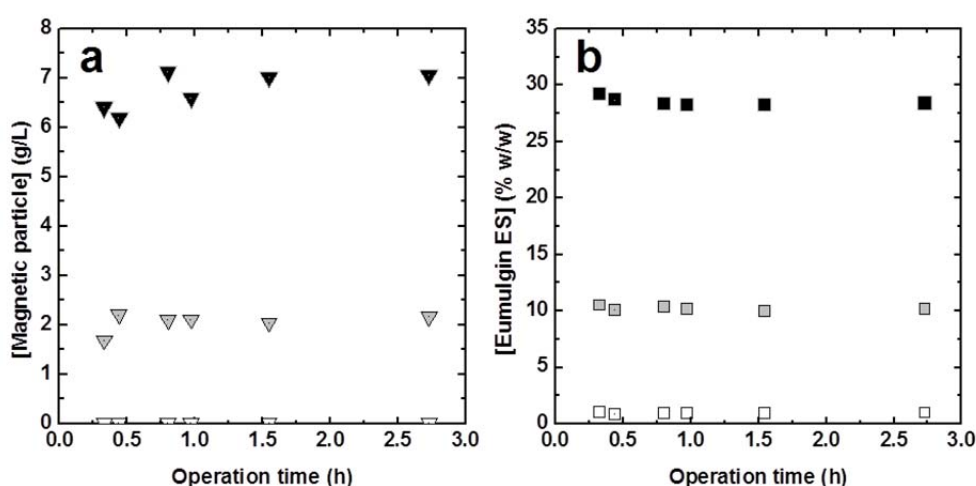 a
[Magnetic particle] (g/L)
8
7
6
5
4
3
2
1
0
0.0 0.5 1.0 1.5 2.0 2.5 3.0
Operation time (h)
b
[Eumulgin ES] (% w/w)
35
30
25
20
15
10
5
0
0.0 0.5 1.0 1.5 2.0 2.5 3.0
Operation time (h)